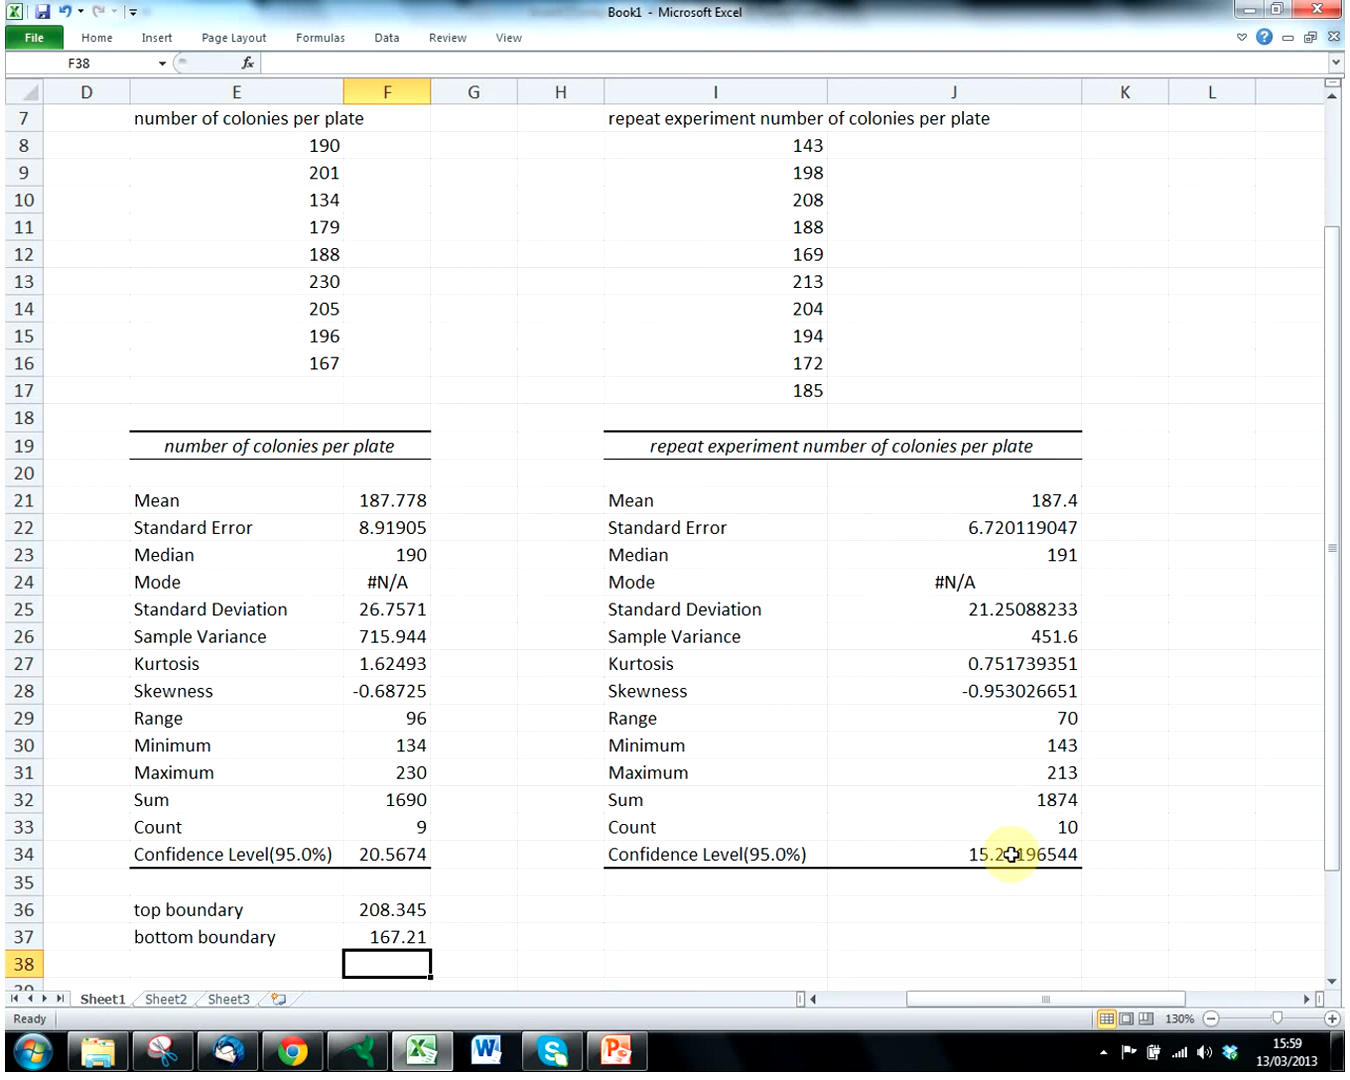 Book1 - Microsoft Excel
File Home Insert Page Layout Formulas Data Review View
F38 fx
D E F G H I J K L
7 number of colonies per plate repeat experiment number of colonies per plate
8 190 143
9 201 198
10 134 208
11 179 188
12 188 169
13 230 213
14 205 204
15 196 194
16 167 172
17 185
18
19 number of colonies per plate repeat experiment number of colonies per plate
20
21 Mean 187.778 Mean 187.4
22 Standard Error 8.91905 Standard Error 6.720119047
23 Median 190 Median 191
24 Mode #N/A Mode #N/A
25 Standard Deviation 26.7571 Standard Deviation 21.25088233
26 Sample Variance 715.944 Sample Variance 451.6
27 Kurtosis 1.62493 Kurtosis 0.751739351
28 Skewness -0.68725 Skewness -0.953026651
29 Range 96 Range 70
30 Minimum 134 Minimum 143
31 Maximum 230 Maximum 213
32 Sum 1690 Sum 1874
33 Count 9 Count 10
34 Confidence Level(95.0%) 20.5674 Confidence Level(95.0%)
35
36 top boundary 208.345
37 bottom boundary 167.21
38
Sheet1 Sheet2 Sheet3
Ready 130%
15:59
13/03/2013